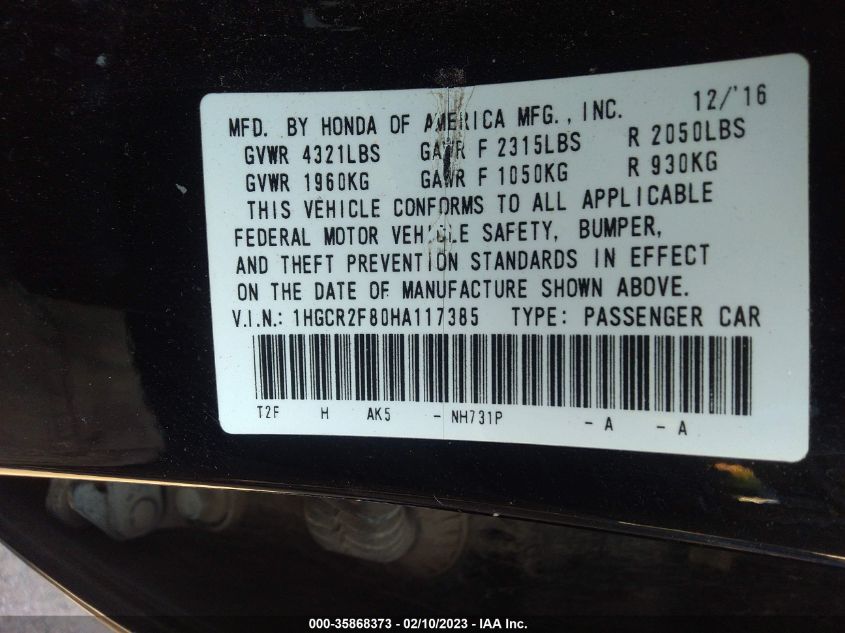 MFD. BY HONDA OF AMERICA MFG., INC. 12/'16
GVWR 4321LBS GAWR F 2315LBS R 2050LBS
GVWR 1960KG GAWR F 1050KG R 930KG
THIS VEHICLE CONFORMS TO ALL APPLICABLE
FEDERAL MOTOR VEHICLE SAFETY, BUMPER,
AND THEFT PREVENTION STANDARDS IN EFFECT
ON THE DATE OF MANUFACTURE SHOWN ABOVE.
V.I.N.: 1HGCR2F80HA117385 TYPE: PASSENGER CAR
T2F H AK5 - NH731P - A - A
000-35868373 - 02/10/2023 - IAA Inc.